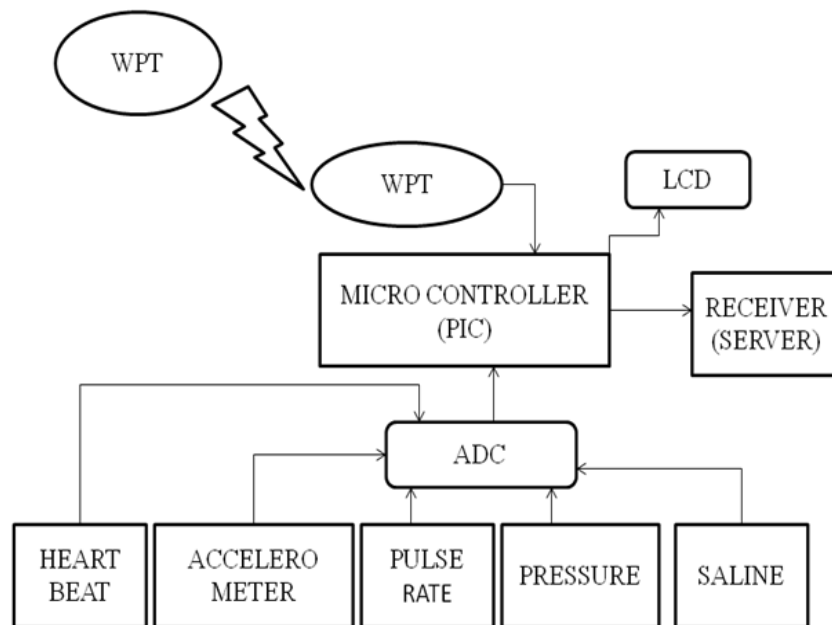 WPT
WPT
LCD
MICRO CONTROLLER
(PIC)
RECEIVER
(SERVER)
ADC
HEART
BEAT
ACCELERO
METER
PULSE
RATE
PRESSURE
SALINE